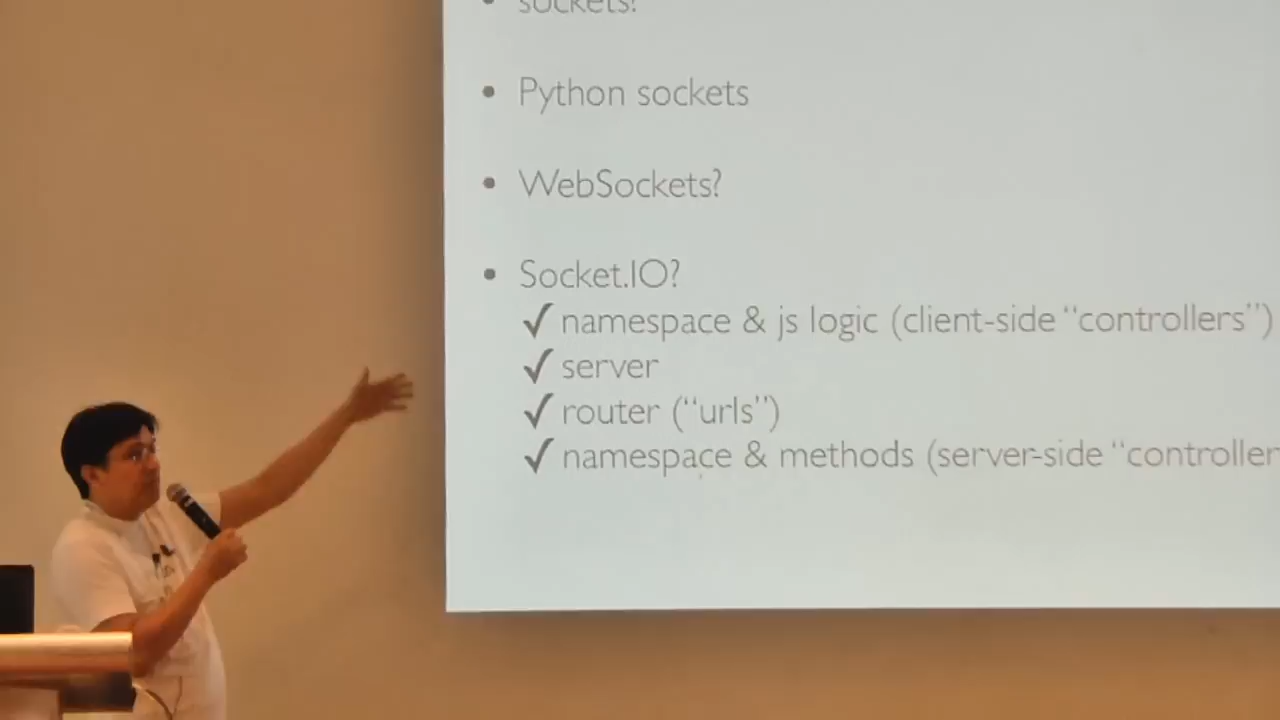 • sockets?
• Python sockets
• WebSockets?
• Socket.IO?
✓ namespace & js logic (client-side “controllers”)
✓ server
✓ router (“urls”)
✓ namespace & methods (server-side “controller